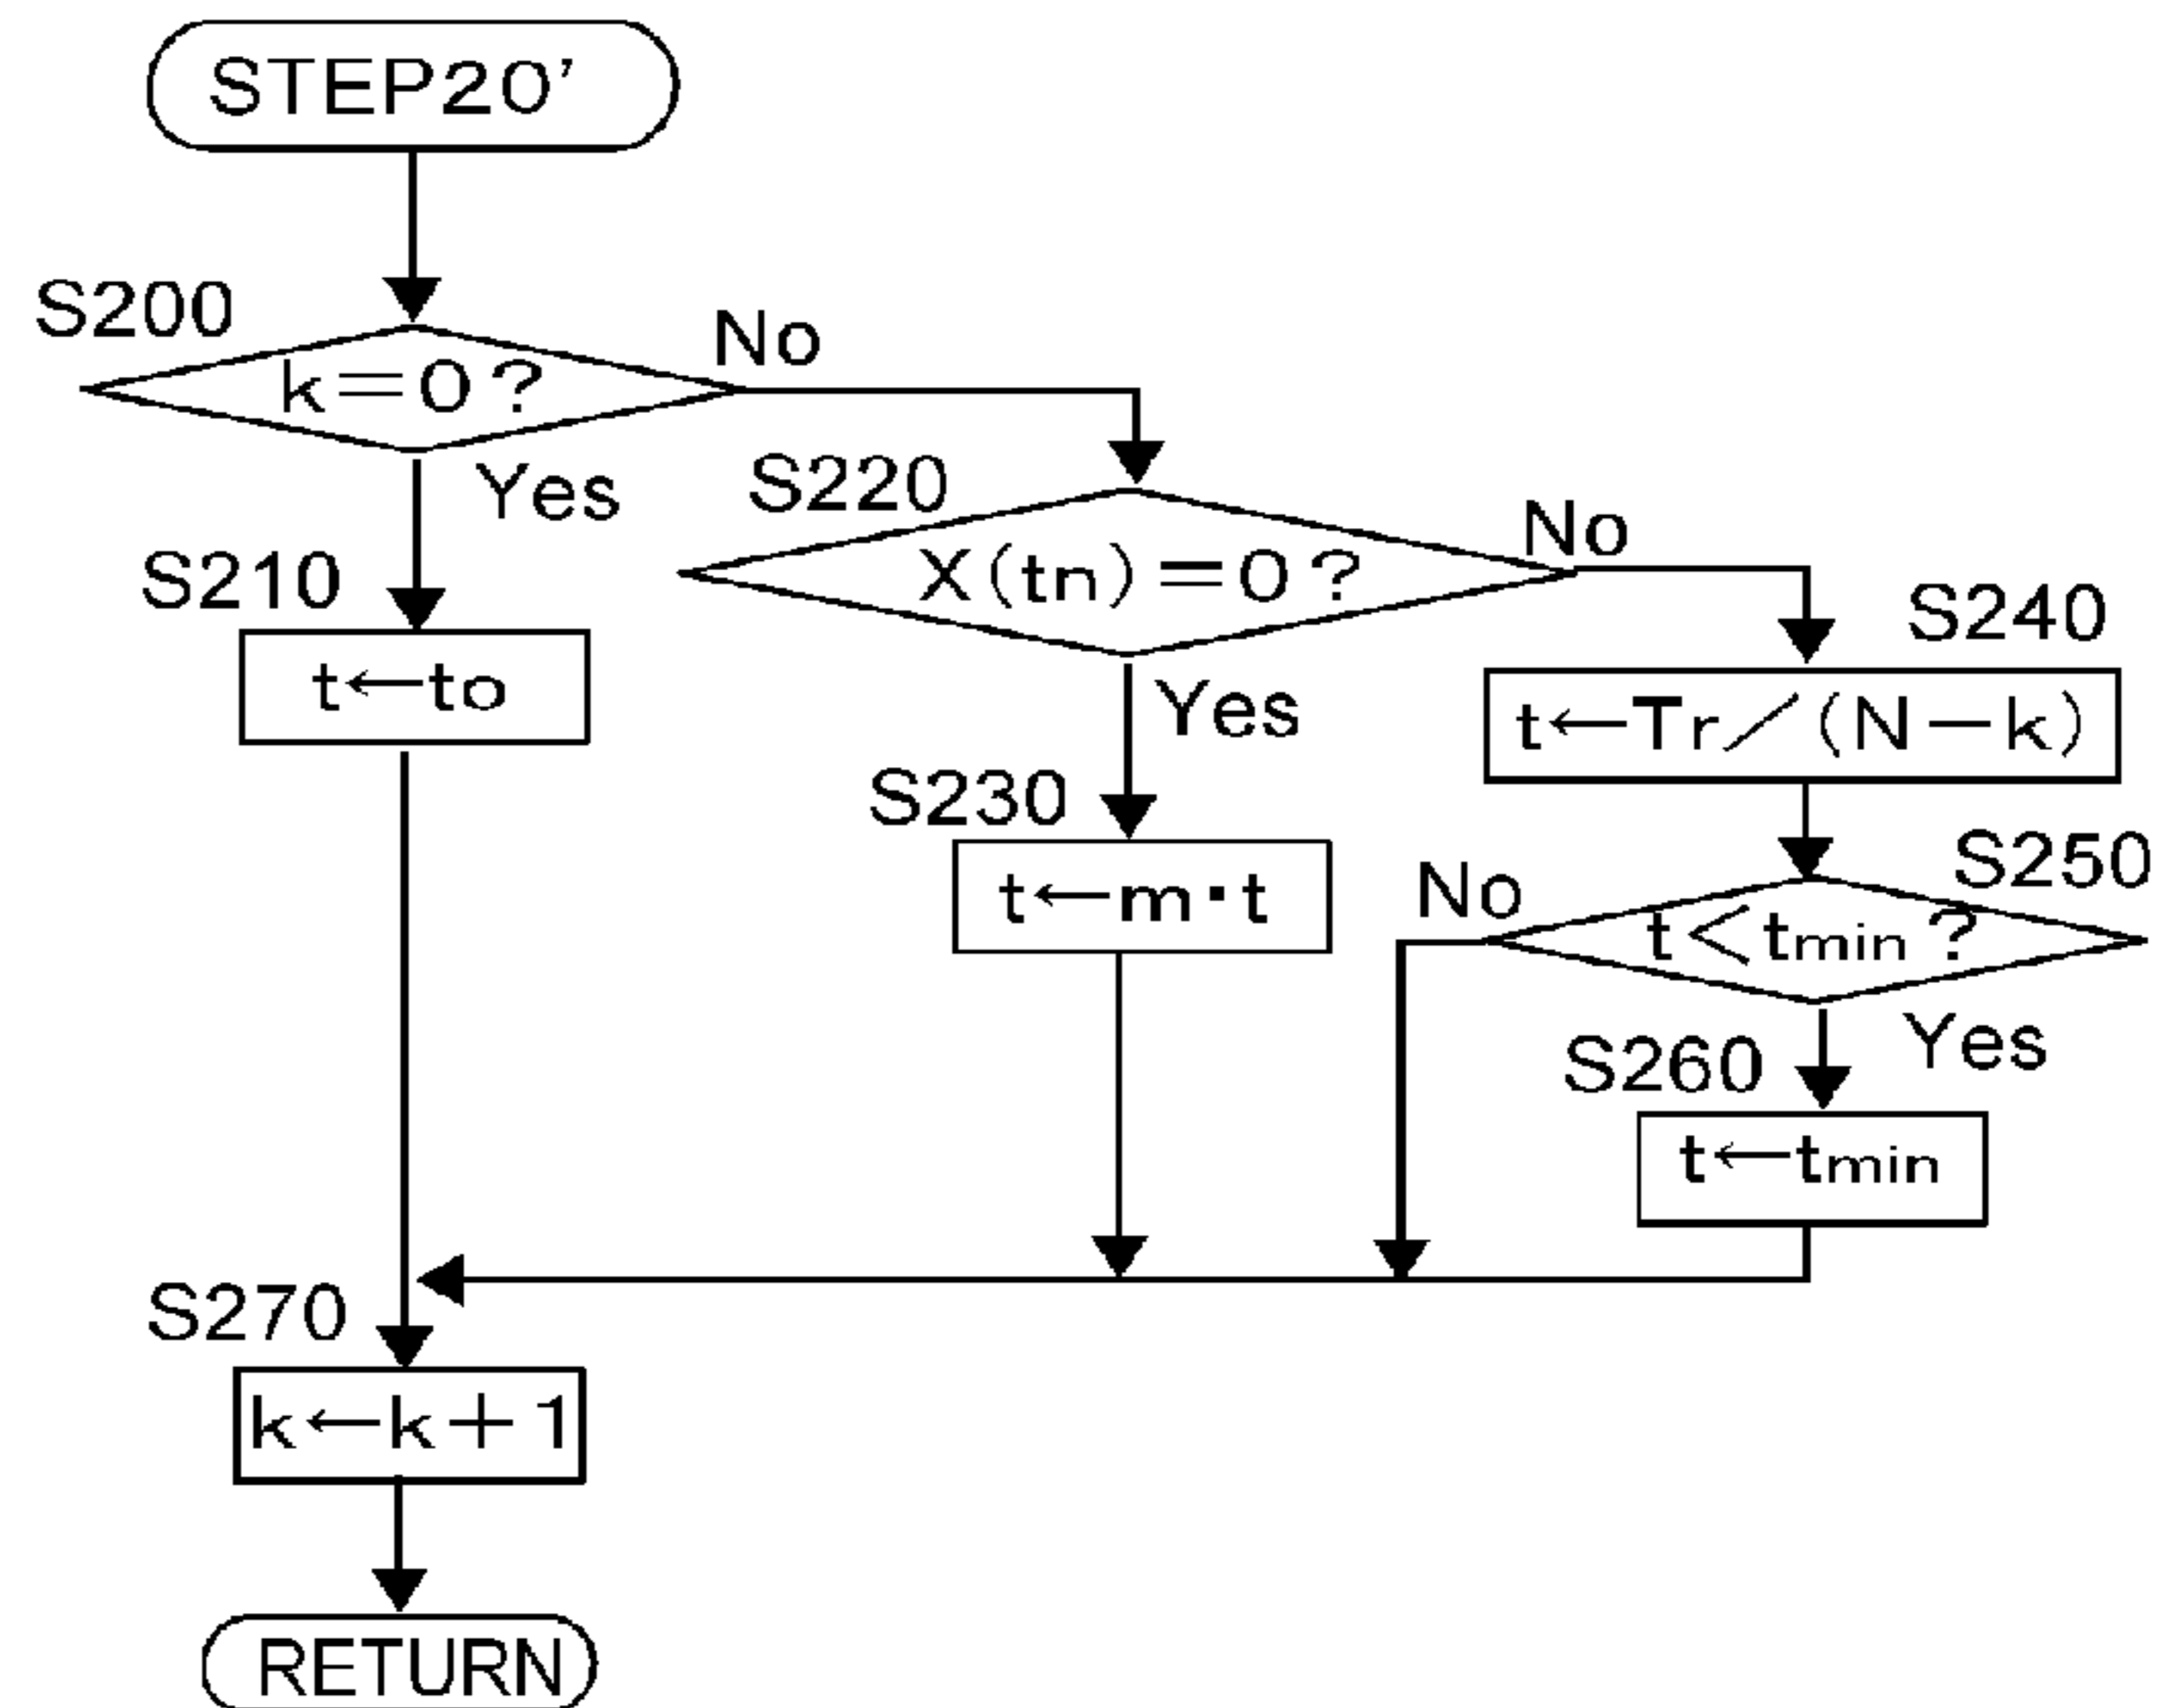 STEP20'
S200
k=0?
No
Yes
S220
X(tn)=0?
No
Yes
S210
t←to
S240
t←Tr/(N−k)
S230
t←m・t
S250
t<tmin?
No
Yes
S260
t←tmin
S270
k←k+1
RETURN